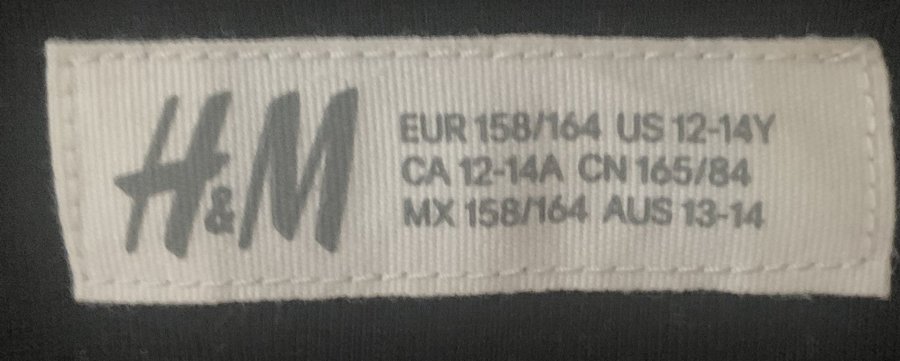 H&M
EUR 158/164 US 12-14Y
CA 12-14A CN 165/84
MX 158/164 AUS 13-14